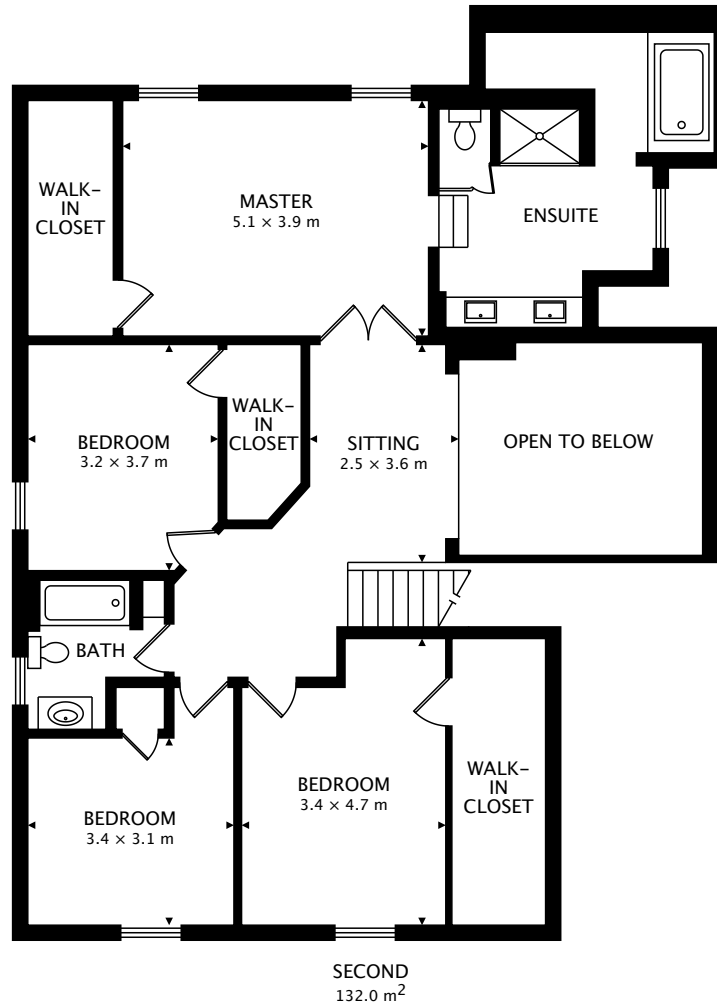 WALK-
IN
CLOSET
MASTER
5.1 × 3.9 m
ENSUITE
BEDROOM
3.2 × 3.7 m
WALK-
IN
CLOSET
SITTING
2.5 × 3.6 m
OPEN TO BELOW
BATH
BEDROOM
3.4 × 3.1 m
BEDROOM
3.4 × 4.7 m
WALK-
IN
CLOSET
SECOND
132.0 m²